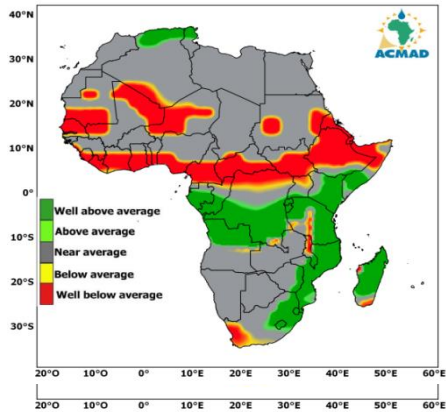 40°N
30°N
20°N
10°N
0°
10°S
20°S
30°S
ACMAD
Well above average
Above average
Near average
Below average
Well below average
20°O 10°O 0° 10°E 20°E 30°E 40°E 50°E 60°E
20°O 10°O 0° 10°E 20°E 30°E 40°E 50°E 60°E